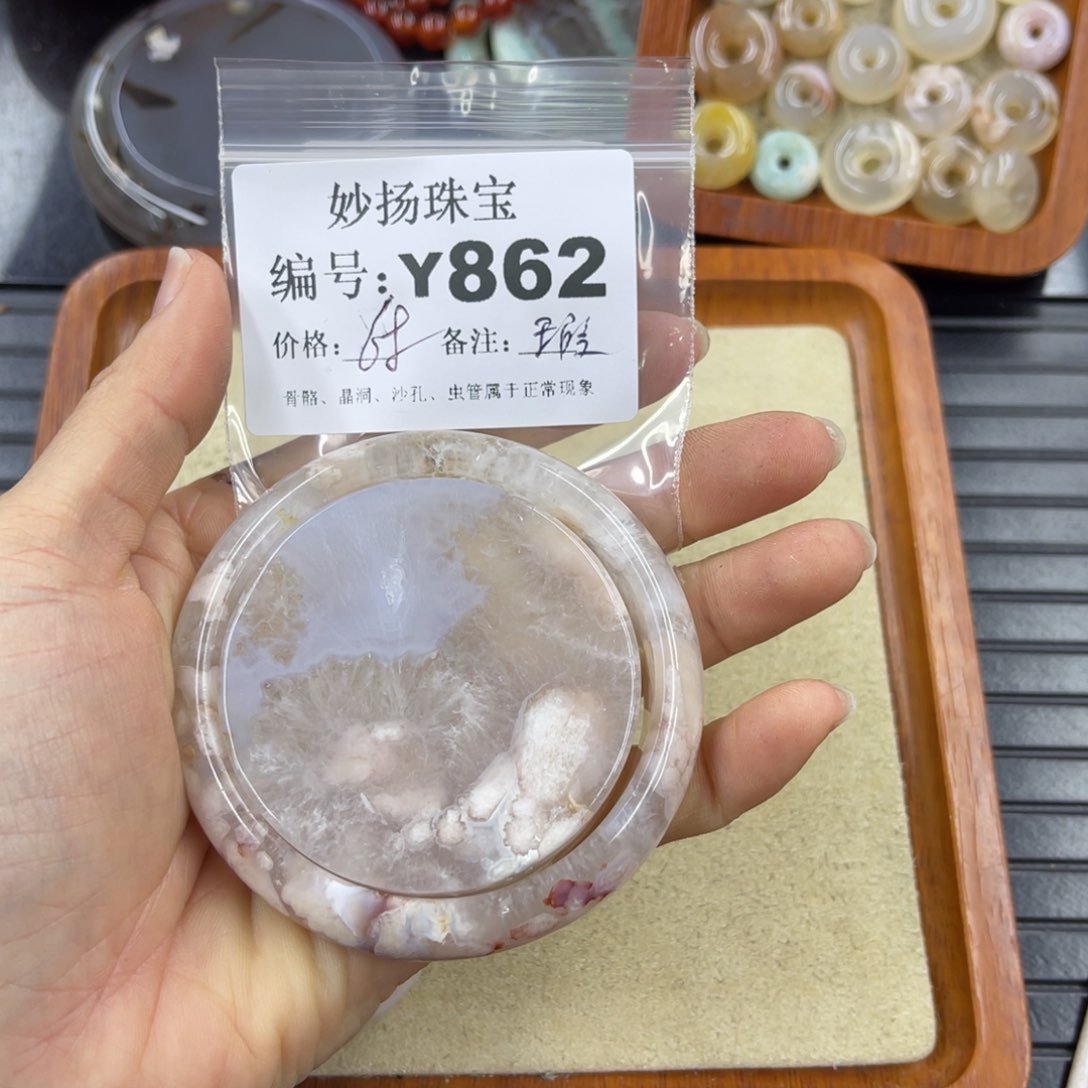 妙扬珠宝
编号:Y862
价格: 备注:
骨骼、晶洞、沙孔、虫管属于正常现象